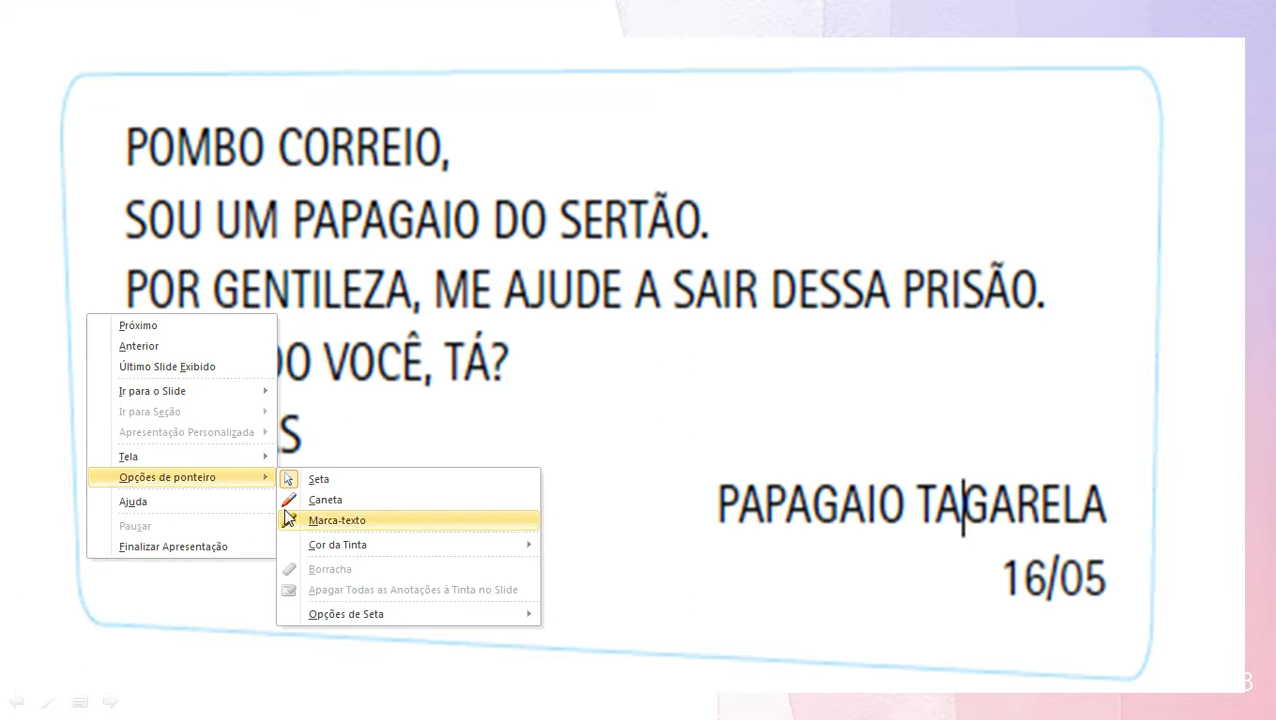 POMBO CORREIO,
SOU UM PAPAGAIO DO SERTÃO.
POR GENTILEZA, ME AJUDE A SAIR DESSA PRISÃO.
DO VOCÊ, TÁ?
S
PAPAGAIO TAGARELA
16/05
Próximo
Anterior
Último Slide Exibido
Ir para o Slide
Ir para Seção
Apresentação Personalizada
Tela
Opções de ponteiro
Ajuda
Pausar
Finalizar Apresentação
Seta
Caneta
Marca-texto
Cor da Tinta
Borracha
Apagar Todas as Anotações à Tinta no Slide
Opções de Seta